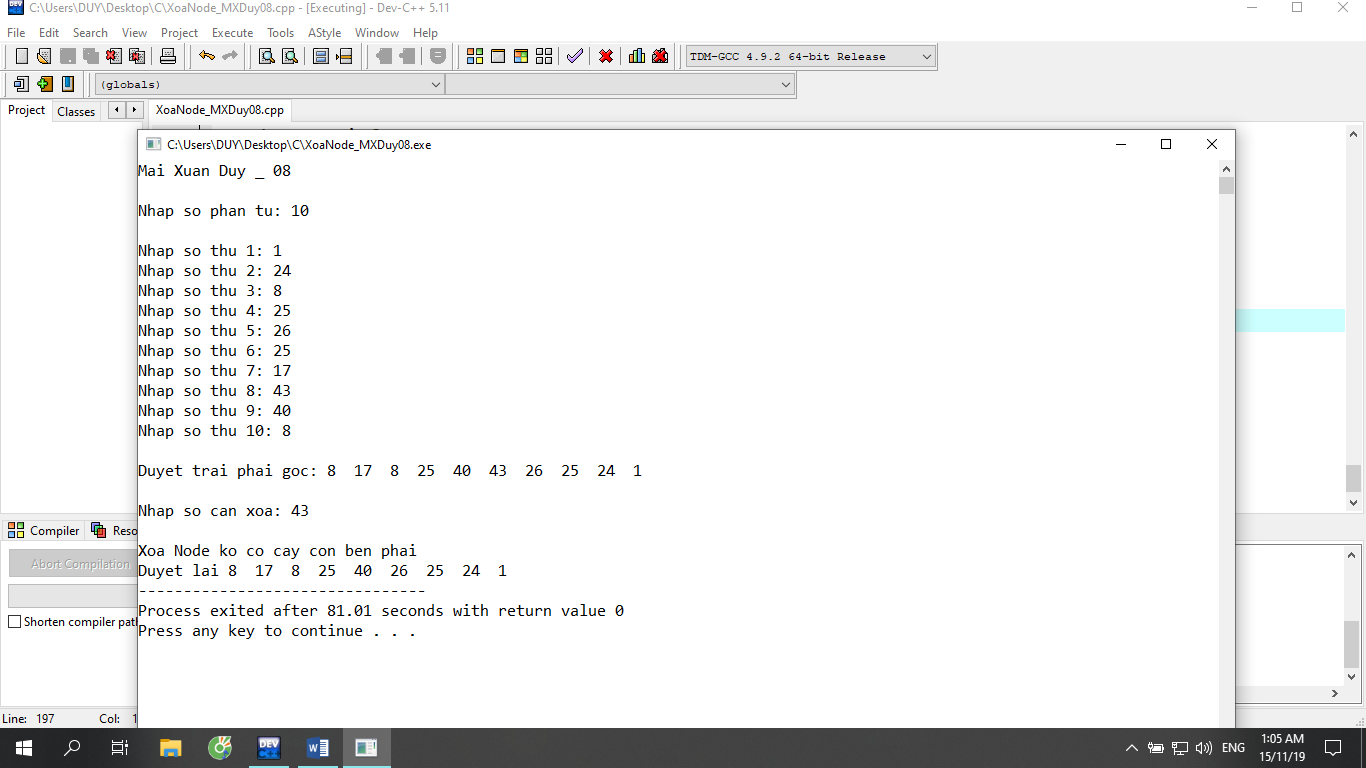 C:\Users\DUY\Desktop\C\XoaNode_MXDuy08.cpp - [Executing] - Dev-C++ 5.11
File Edit Search View Project Execute Tools AStyle Window Help
TDM-GCC 4.9.2 64-bit Release
(globals)
Project Classes XoaNode_MXDuy08.cpp
C:\Users\DUY\Desktop\C\XoaNode_MXDuy08.exe
Mai Xuan Duy _ 08
Nhap so phan tu: 10
Nhap so thu 1: 1
Nhap so thu 2: 24
Nhap so thu 3: 8
Nhap so thu 4: 25
Nhap so thu 5: 26
Nhap so thu 6: 25
Nhap so thu 7: 17
Nhap so thu 8: 43
Nhap so thu 9: 40
Nhap so thu 10: 8
Duyet trai phai goc: 8 17 8 25 40 43 26 25 24 1
Nhap so can xoa: 43
Xoa Node ko co cay con ben phai
Duyet lai 8 17 8 25 40 26 25 24 1
--------------------------------
Process exited after 81.01 seconds with return value 0
Press any key to continue . . .
Compiler Reso
Abort Compilation
Shorten compiler pat
Line: 197 Col: 1
DEV
ENG
1:05 AM
15/11/19